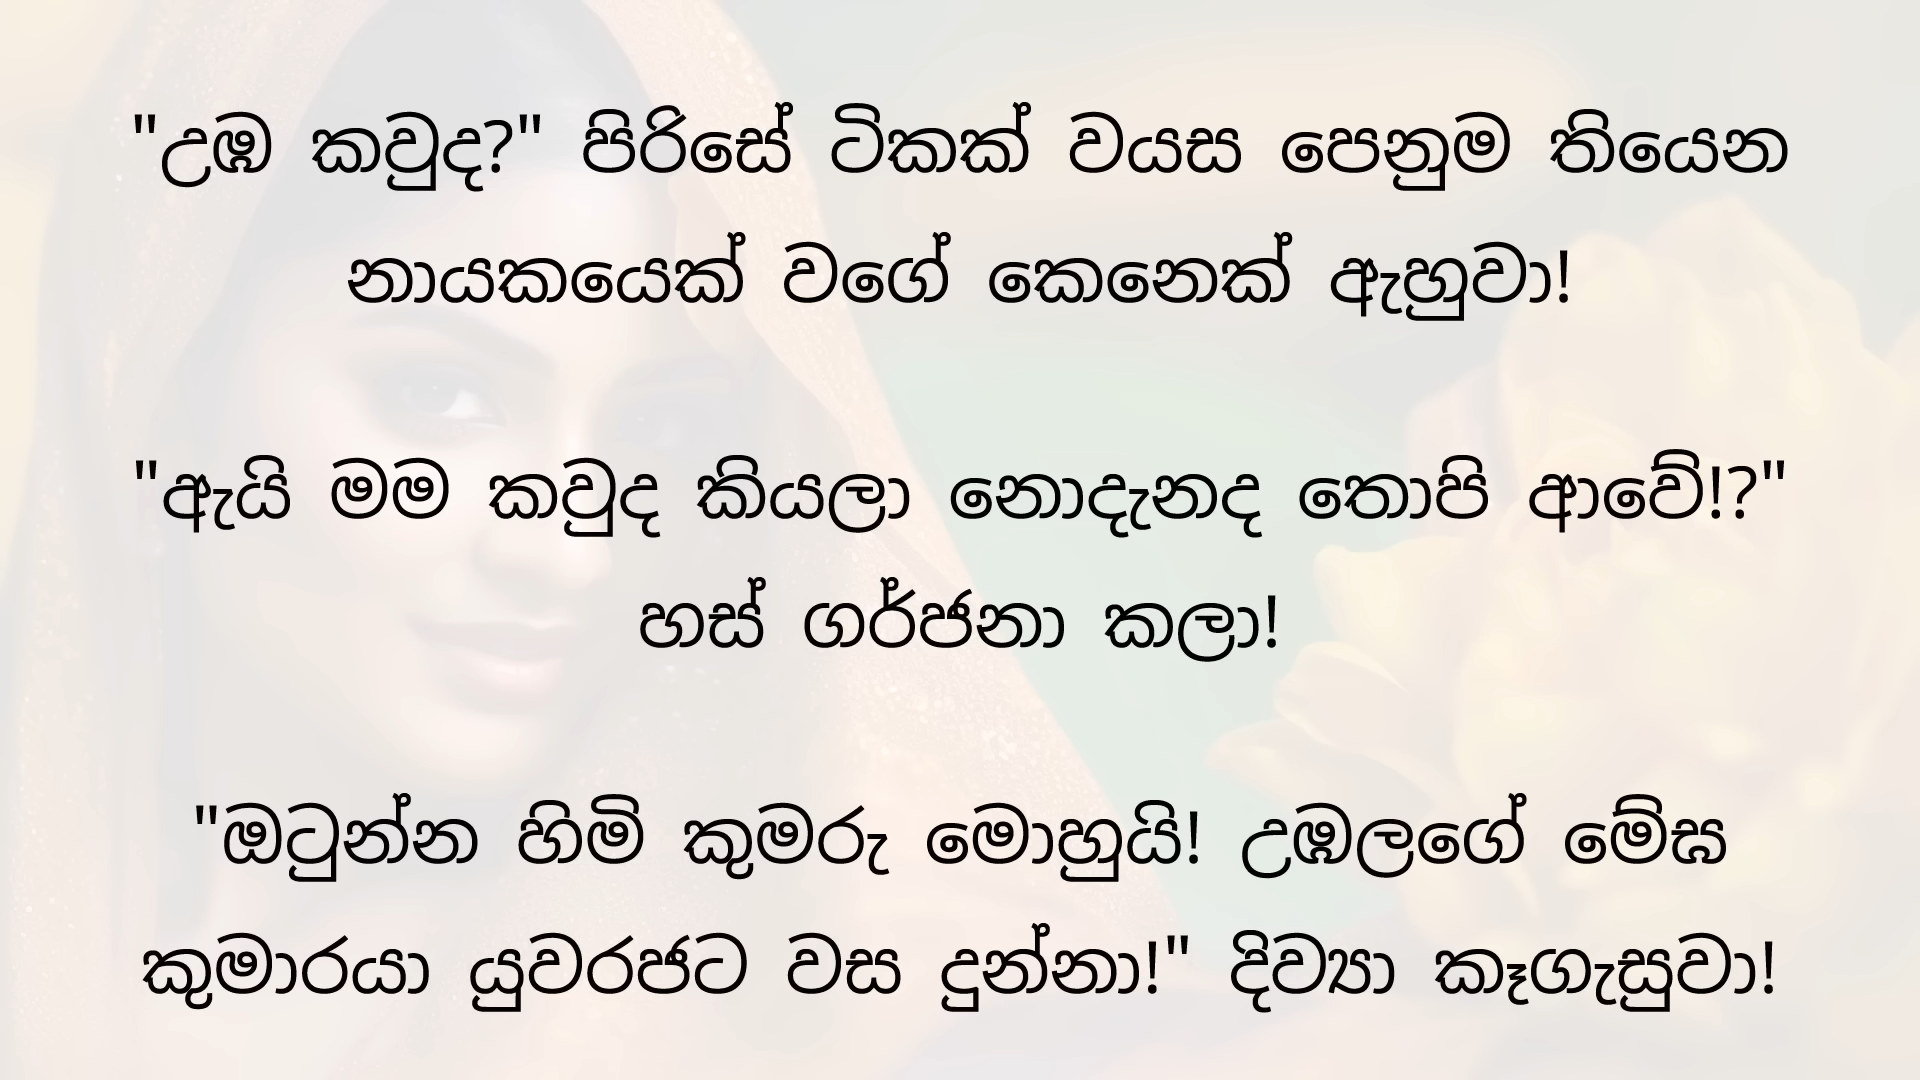 "උඹ කවුද?" පිරිසේ ටිකක් වයස පෙනුම තියෙන
නායකයෙක් වගේ කෙනෙක් ඇහුවා!
"ඇයි මම කවුද කියලා නොදැනද තොපි ආවේ!?"
හස් ගර්ජනා කලා!
"ඔටුන්න හිමි කුමරු මොහුයි! උඹලගේ මේඝ
කුමාරයා යුවරජට වස දුන්නා!" දිව්‍යා කෑගැසුවා!